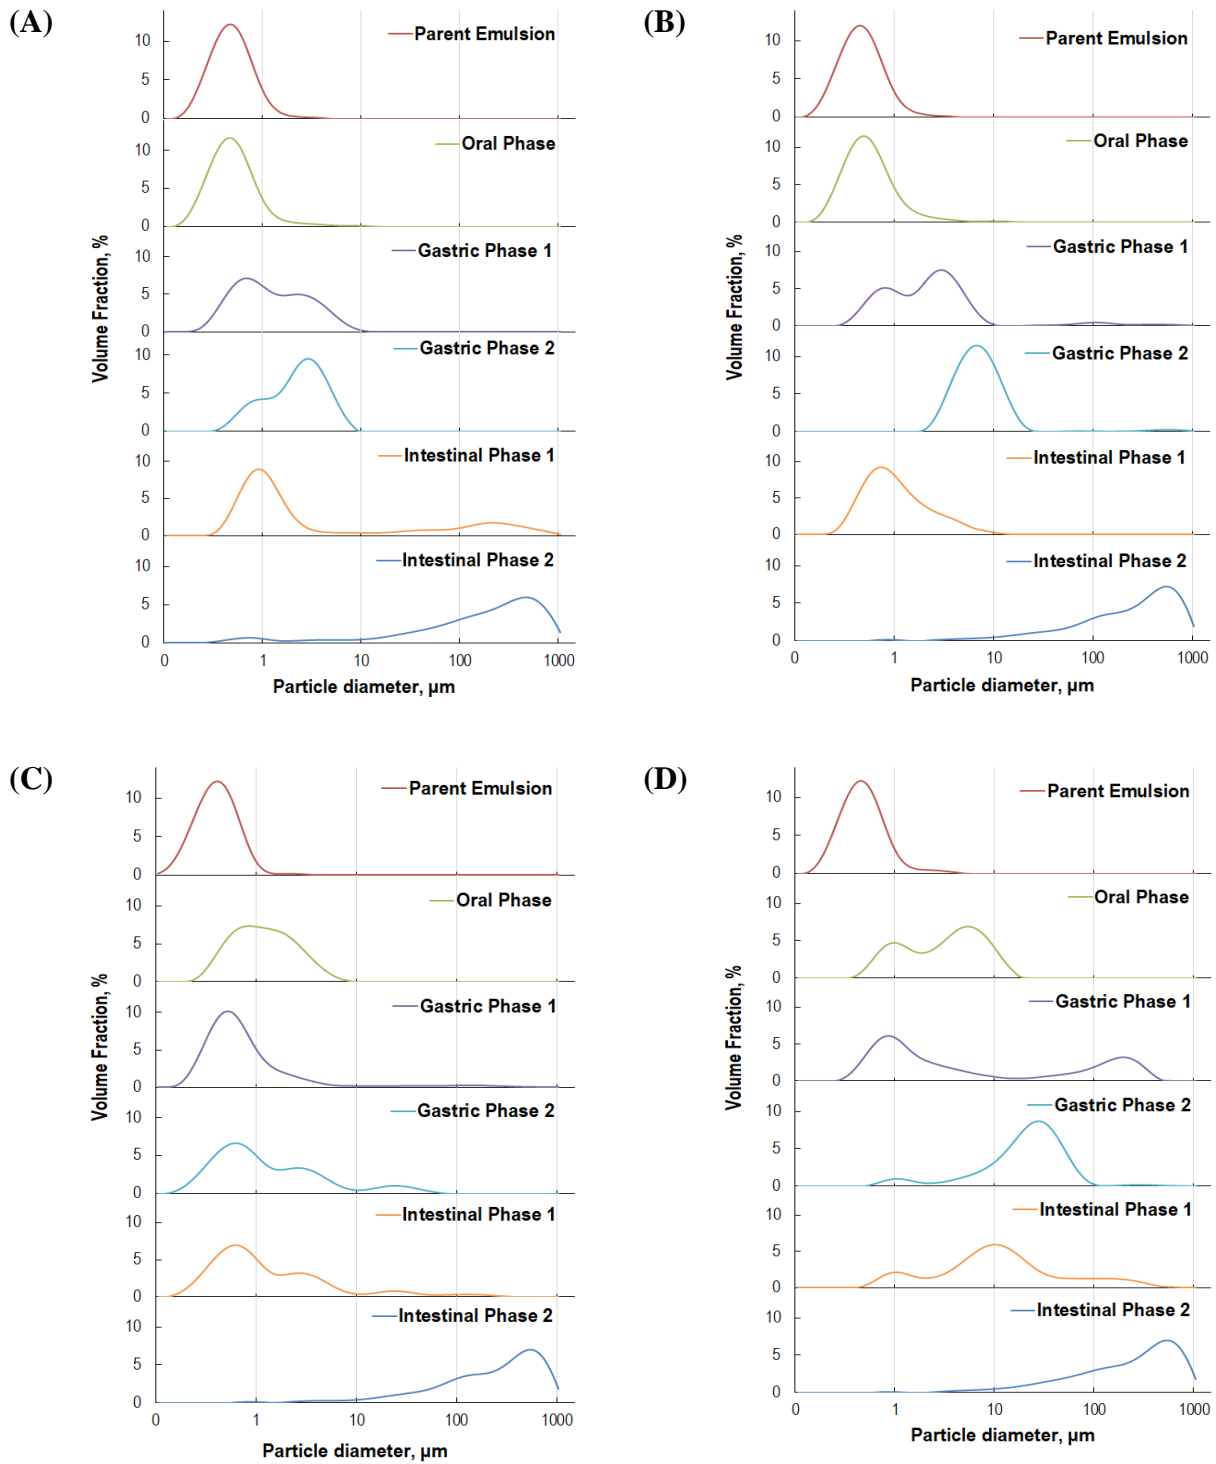 (A)
Volume Fraction, %
10
5
0
Parent Emulsion
10
5
0
Oral Phase
10
5
0
Gastric Phase 1
10
5
0
Gastric Phase 2
10
5
0
Intestinal Phase 1
10
5
0
Intestinal Phase 2
0 1 10 100 1000
Particle diameter, µm
(B)
Volume Fraction, %
10
5
0
Parent Emulsion
10
5
0
Oral Phase
10
5
0
Gastric Phase 1
10
5
0
Gastric Phase 2
10
5
0
Intestinal Phase 1
10
5
0
Intestinal Phase 2
0 1 10 100 1000
Particle diameter, µm
(C)
Volume Fraction, %
10
5
0
Parent Emulsion
10
5
0
Oral Phase
10
5
0
Gastric Phase 1
10
5
0
Gastric Phase 2
10
5
0
Intestinal Phase 1
10
5
0
Intestinal Phase 2
0 1 10 100 1000
Particle diameter, µm
(D)
Volume Fraction, %
10
5
0
Parent Emulsion
10
5
0
Oral Phase
10
5
0
Gastric Phase 1
10
5
0
Gastric Phase 2
10
5
0
Intestinal Phase 1
10
5
0
Intestinal Phase 2
0 1 10 100 1000
Particle diameter, µm